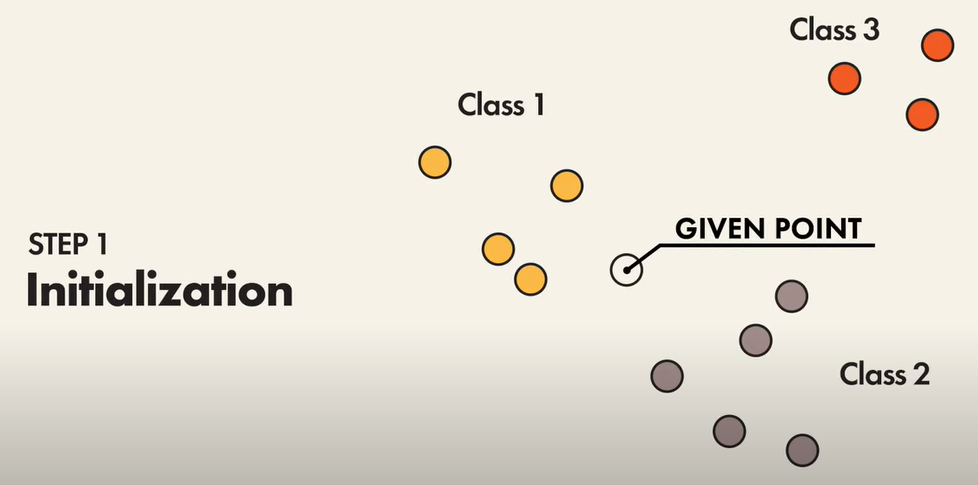 Class 3
Class 1
GIVEN POINT
STEP 1
Initialization
Class 2